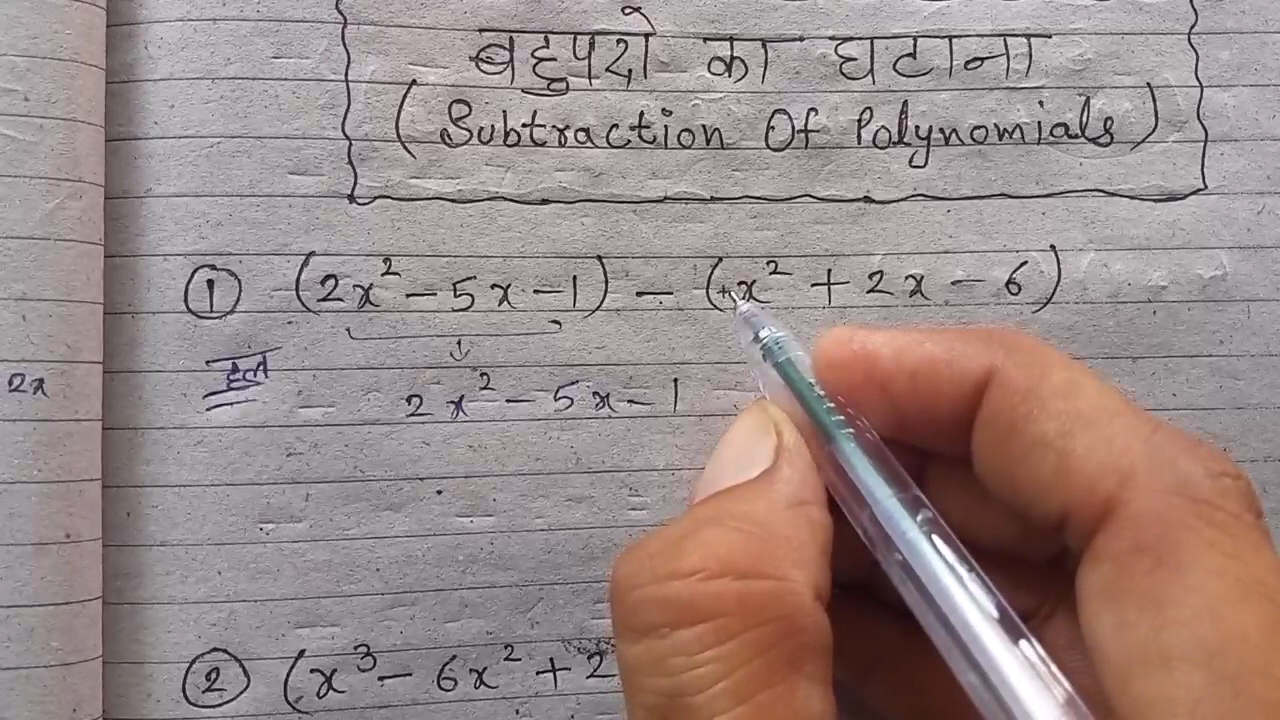 बहुपदो का घटाना
(Subtraction Of Polynomials)
① (2x² - 5x - 1) - (+x² + 2x - 6)
हल
2x² - 5x - 1
2x
② (x³ - 6x² + 2